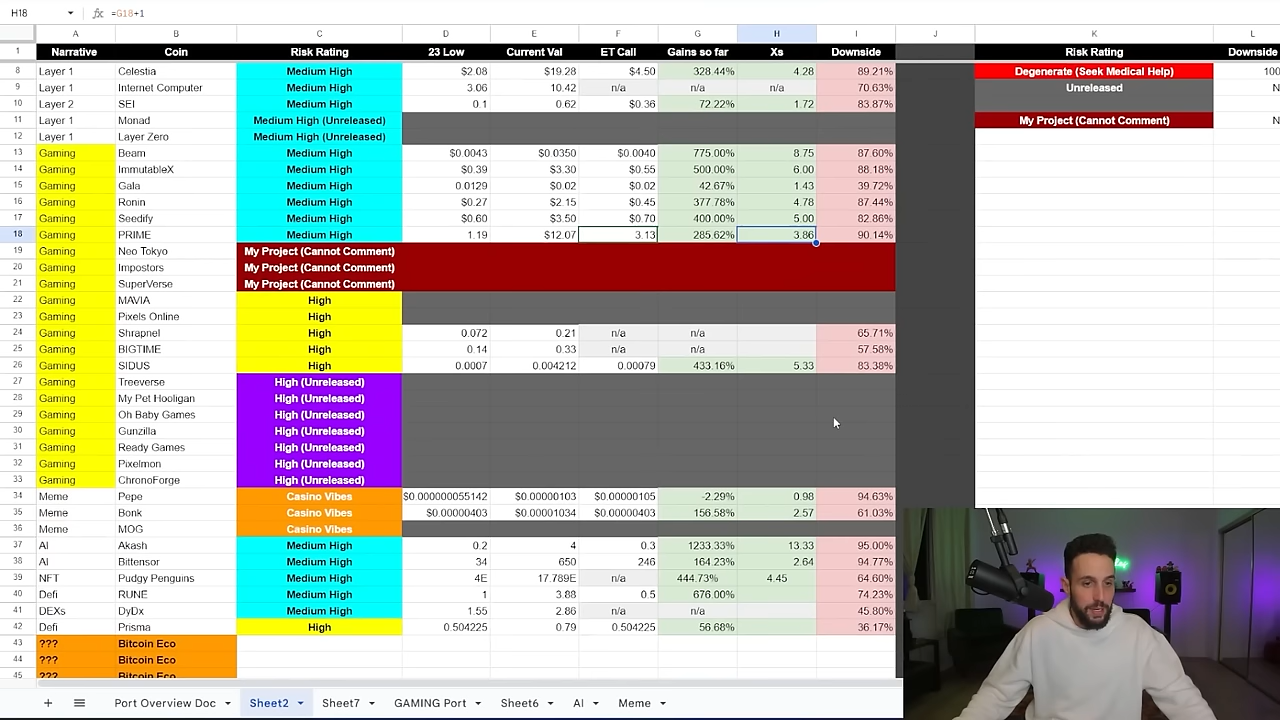 H18 =G18+1
A B C D E F G H I J K L
1 Narrative Coin Risk Rating 23 Low Current Val ET Call Gains so far Xs Downside Risk Rating Downside
8 Layer 1 Celestia Medium High $2.08 $19.28 $4.50 328.44% 4.28 89.21% Degenerate (Seek Medical Help) 100
9 Layer 1 Internet Computer Medium High 3.06 10.42 n/a n/a n/a 70.63% Unreleased N
10 Layer 2 SEI Medium High 0.1 0.62 $0.36 72.22% 1.72 83.87%
11 Layer 1 Monad Medium High (Unreleased) My Project (Cannot Comment) N
12 Layer 1 Layer Zero Medium High (Unreleased)
13 Gaming Beam Medium High $0.0043 $0.0350 $0.0040 775.00% 8.75 87.60%
14 Gaming ImmutableX Medium High $0.39 $3.30 $0.55 500.00% 6.00 88.18%
15 Gaming Gala Medium High 0.0129 $0.02 $0.02 42.67% 1.43 39.72%
16 Gaming Ronin Medium High $0.27 $2.15 $0.45 377.78% 4.78 87.44%
17 Gaming Seedify Medium High $0.60 $3.50 $0.70 400.00% 5.00 82.86%
18 Gaming PRIME Medium High 1.19 $12.07 3.13 285.62% 3.86 90.14%
19 Gaming Neo Tokyo My Project (Cannot Comment)
20 Gaming Impostors My Project (Cannot Comment)
21 Gaming SuperVerse My Project (Cannot Comment)
22 Gaming MAVIA High
23 Gaming Pixels Online High
24 Gaming Shrapnel High 0.072 0.21 n/a n/a 65.71%
25 Gaming BIGTIME High 0.14 0.33 n/a n/a 57.58%
26 Gaming SIDUS High 0.0007 0.004212 0.00079 433.16% 5.33 83.38%
27 Gaming Treeverse High (Unreleased)
28 Gaming My Pet Hooligan High (Unreleased)
29 Gaming Oh Baby Games High (Unreleased)
30 Gaming Gunzilla High (Unreleased)
31 Gaming Ready Games High (Unreleased)
32 Gaming Pixelmon High (Unreleased)
33 Gaming ChronoForge High (Unreleased)
34 Meme Pepe Casino Vibes $0.000000055142 $0.00000103 $0.00000105 -2.29% 0.98 94.63%
35 Meme Bonk Casino Vibes $0.00000403 $0.00001034 $0.00000403 156.58% 2.57 61.03%
36 Meme MOG Casino Vibes
37 AI Akash Medium High 0.2 4 0.3 1233.33% 13.33 95.00%
38 AI Bittensor Medium High 34 650 246 164.23% 2.64 94.77%
39 NFT Pudgy Penguins Medium High 4E 17.789E n/a 444.73% 4.45 64.60%
40 Defi RUNE Medium High 1 3.88 0.5 676.00% 74.23%
41 DEXs DyDx Medium High 1.55 2.86 n/a n/a 45.80%
42 Defi Prisma High 0.504225 0.79 0.504225 56.68% 36.17%
43 ??? Bitcoin Eco
44 ??? Bitcoin Eco
45 ??? Bitcoin Eco
Port Overview Doc Sheet2 Sheet7 GAMING Port Sheet6 AI Meme